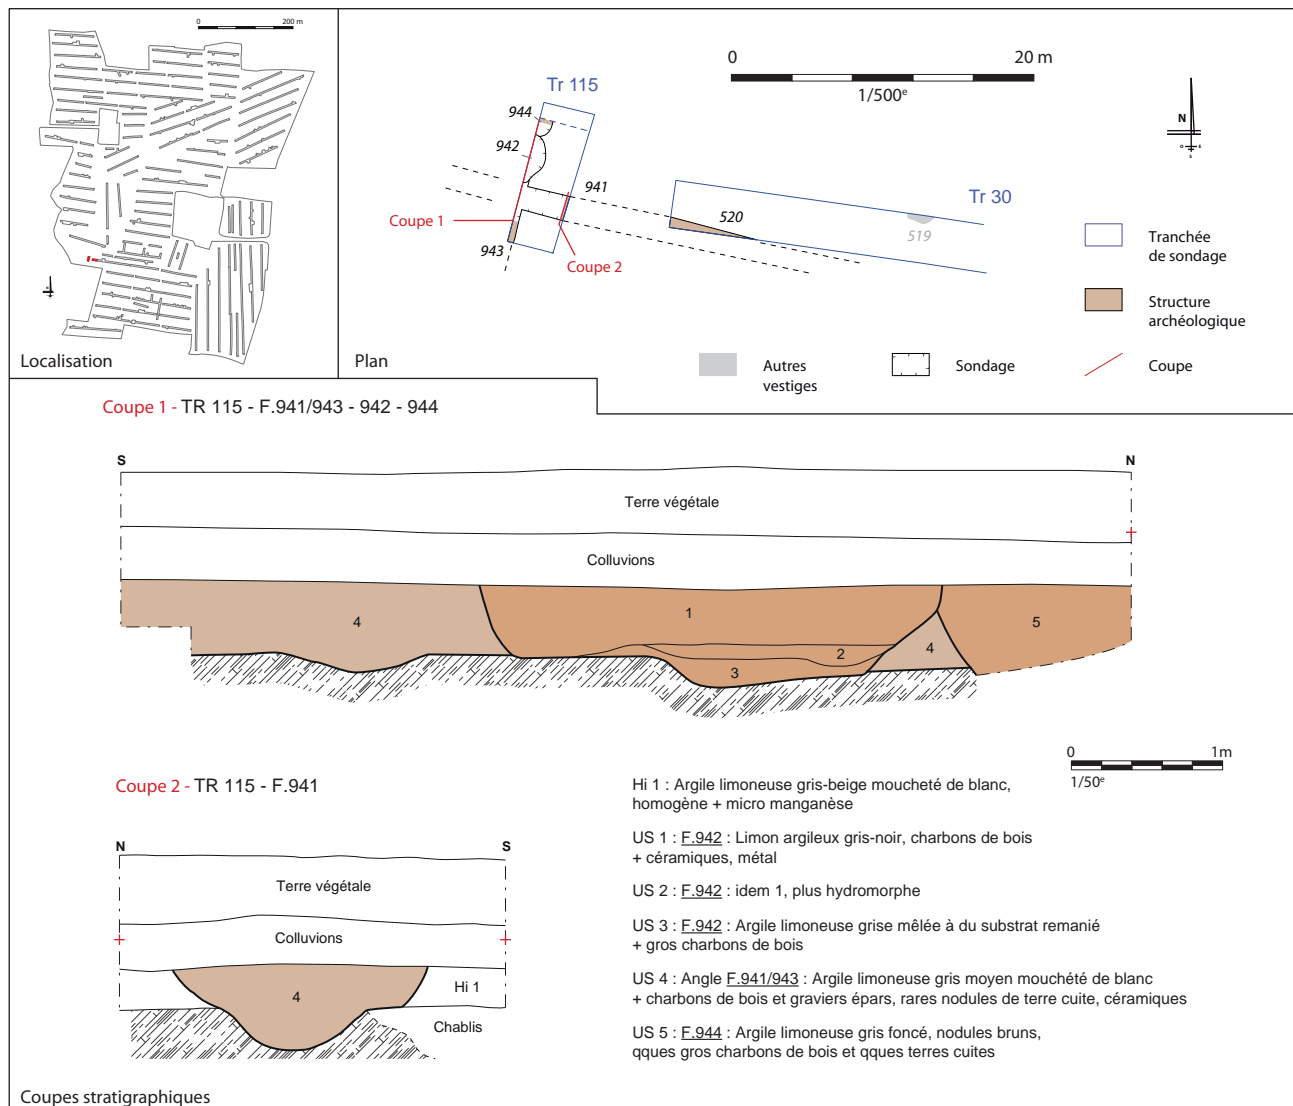 0 200 m
Localisation
Tr 115
0 20 m
1/500e
944
942
941
Coupe 1
943
Coupe 2
520
Tr 30
519
N
O E
S
Tranchée
de sondage
Structure
archéologique
Autres
vestiges
Sondage
Coupe
Plan
Coupe 1 - TR 115 - F.941/943 - 942 - 944
S N
Terre végétale
Colluvions
4 1 2 3 4 5
0 1m
1/50e
Coupe 2 - TR 115 - F.941
N S
Terre végétale
Colluvions
4 Hi 1
Chablis
Hi 1 : Argile limoneuse gris-beige moucheté de blanc,
homogène + micro manganèse
US 1 : F.942 : Limon argileux gris-noir, charbons de bois
+ céramiques, métal
US 2 : F.942 : idem 1, plus hydromorphe
US 3 : F.942 : Argile limoneuse grise mêlée à du substrat remanié
+ gros charbons de bois
US 4 : Angle F.941/943 : Argile limoneuse gris moyen mouchété de blanc
+ charbons de bois et graviers épars, rares nodules de terre cuite, céramiques
US 5 : F.944 : Argile limoneuse gris foncé, nodules bruns,
qques gros charbons de bois et qques terres cuites
Coupes stratigraphiques